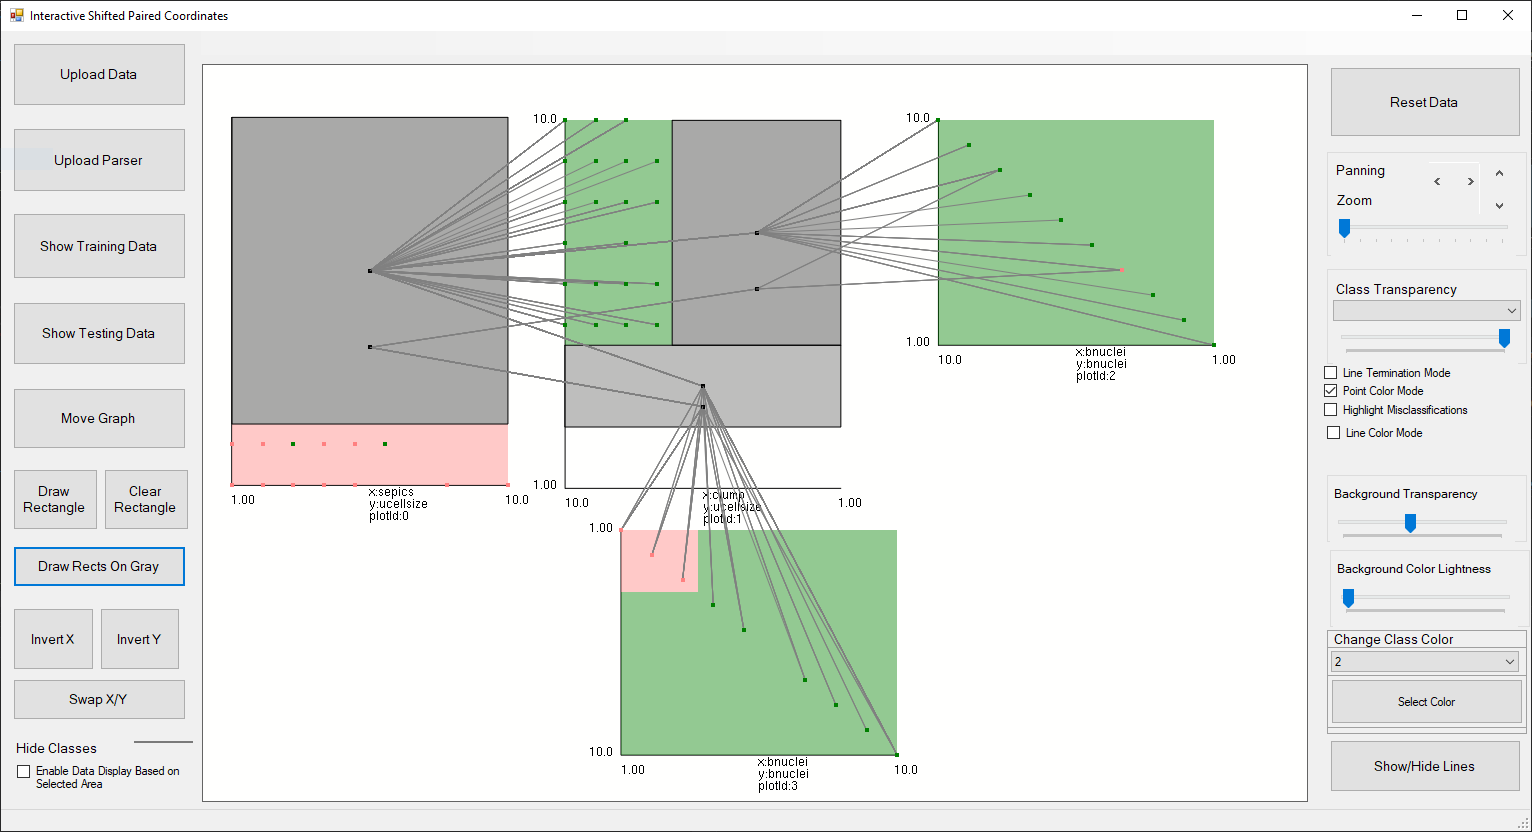 Interactive Shifted Paired Coordinates
Upload Data
Upload Parser
Show Training Data
Show Testing Data
Move Graph
Draw Rectangle
Clear Rectangle
Draw Rects On Gray
Invert X
Invert Y
Swap X/Y
Hide Classes
Enable Data Display Based on
Selected Area
1.00
10.0
x:sepics
y:ucellsize
plotId:0
10.0
1.00
10.0
1.00
x:clump
y:ucellsize
plotId:1
10.0
1.00
10.0
1.00
x:bnuclei
y:bnuclei
plotId:2
1.00
10.0
1.00
10.0
x:bnuclei
y:bnuclei
plotId:3
Reset Data
Panning
Zoom
Class Transparency
Line Termination Mode
Point Color Mode
Highlight Misclassifications
Line Color Mode
Background Transparency
Background Color Lightness
Change Class Color
2
Select Color
Show/Hide Lines